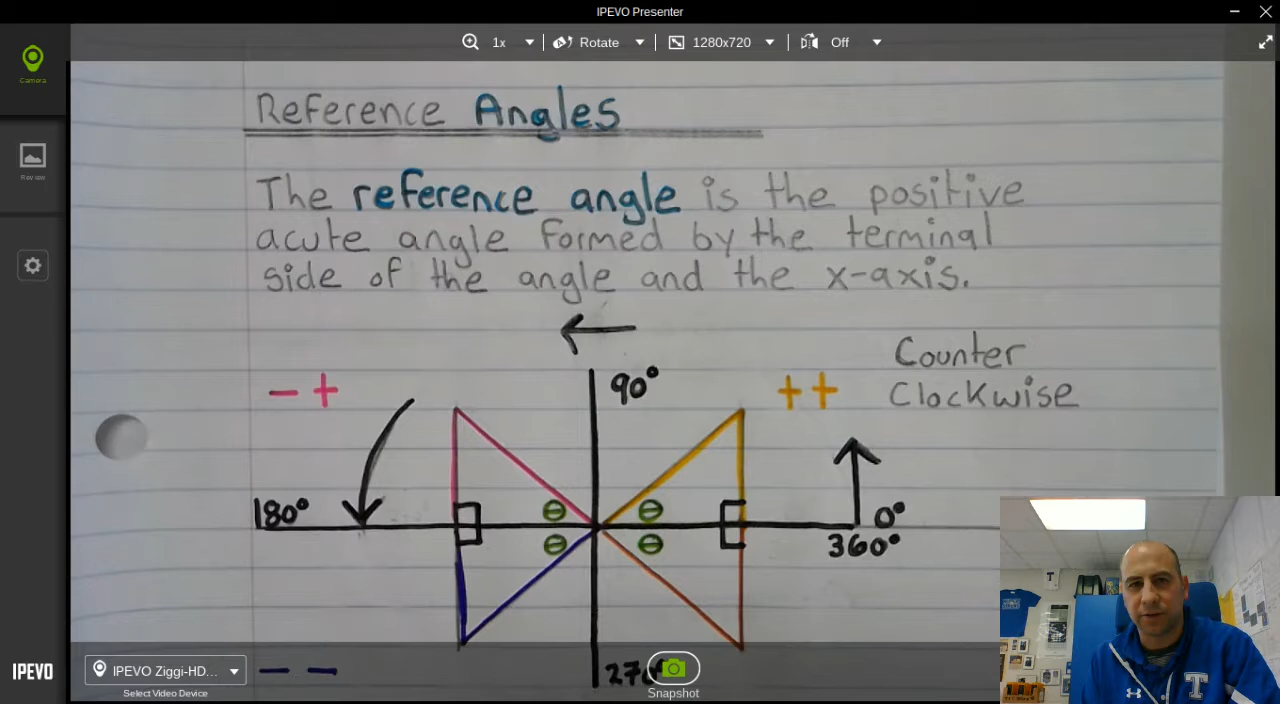 IPEVO Presenter
1x
Rotate
1280x720
Off
Camera
Review
Reference Angles
The reference angle is the positive
acute angle formed by the terminal
side of the angle and the x-axis.
Counter
Clockwise
- +
90°
+ +
180°
θ θ
θ θ
0°
360°
270°
- -
IPEVO
IPEVO Ziggi-HD...
Select Video Device
Snapshot
T
T